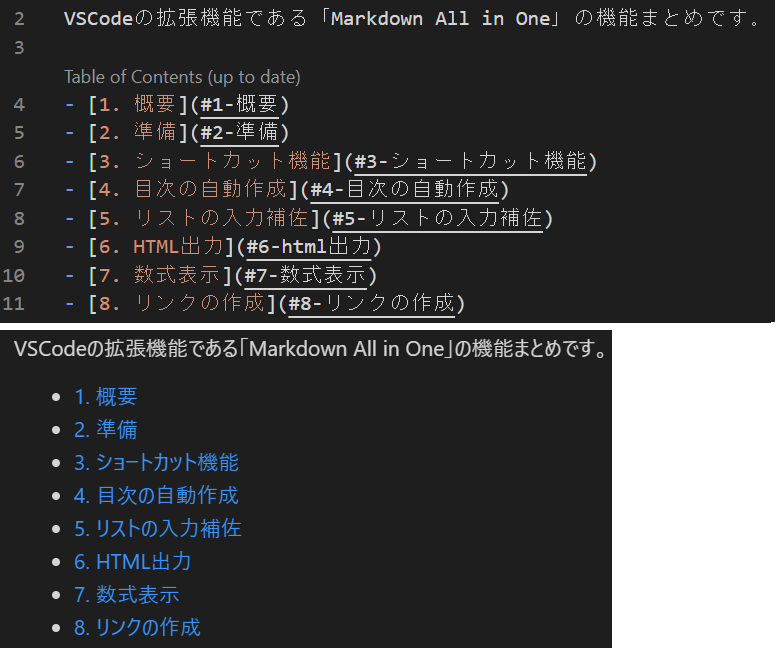 2 VSCodeの拡張機能である「Markdown All in One」の機能まとめです。
3
Table of Contents (up to date)
4 - [1. 概要](#1-概要)
5 - [2. 準備](#2-準備)
6 - [3. ショートカット機能](#3-ショートカット機能)
7 - [4. 目次の自動作成](#4-目次の自動作成)
8 - [5. リストの入力補佐](#5-リストの入力補佐)
9 - [6. HTML出力](#6-html出力)
10 - [7. 数式表示](#7-数式表示)
11 - [8. リンクの作成](#8-リンクの作成)
VSCodeの拡張機能である「Markdown All in One」の機能まとめです。
• 1. 概要
• 2. 準備
• 3. ショートカット機能
• 4. 目次の自動作成
• 5. リストの入力補佐
• 6. HTML出力
• 7. 数式表示
• 8. リンクの作成